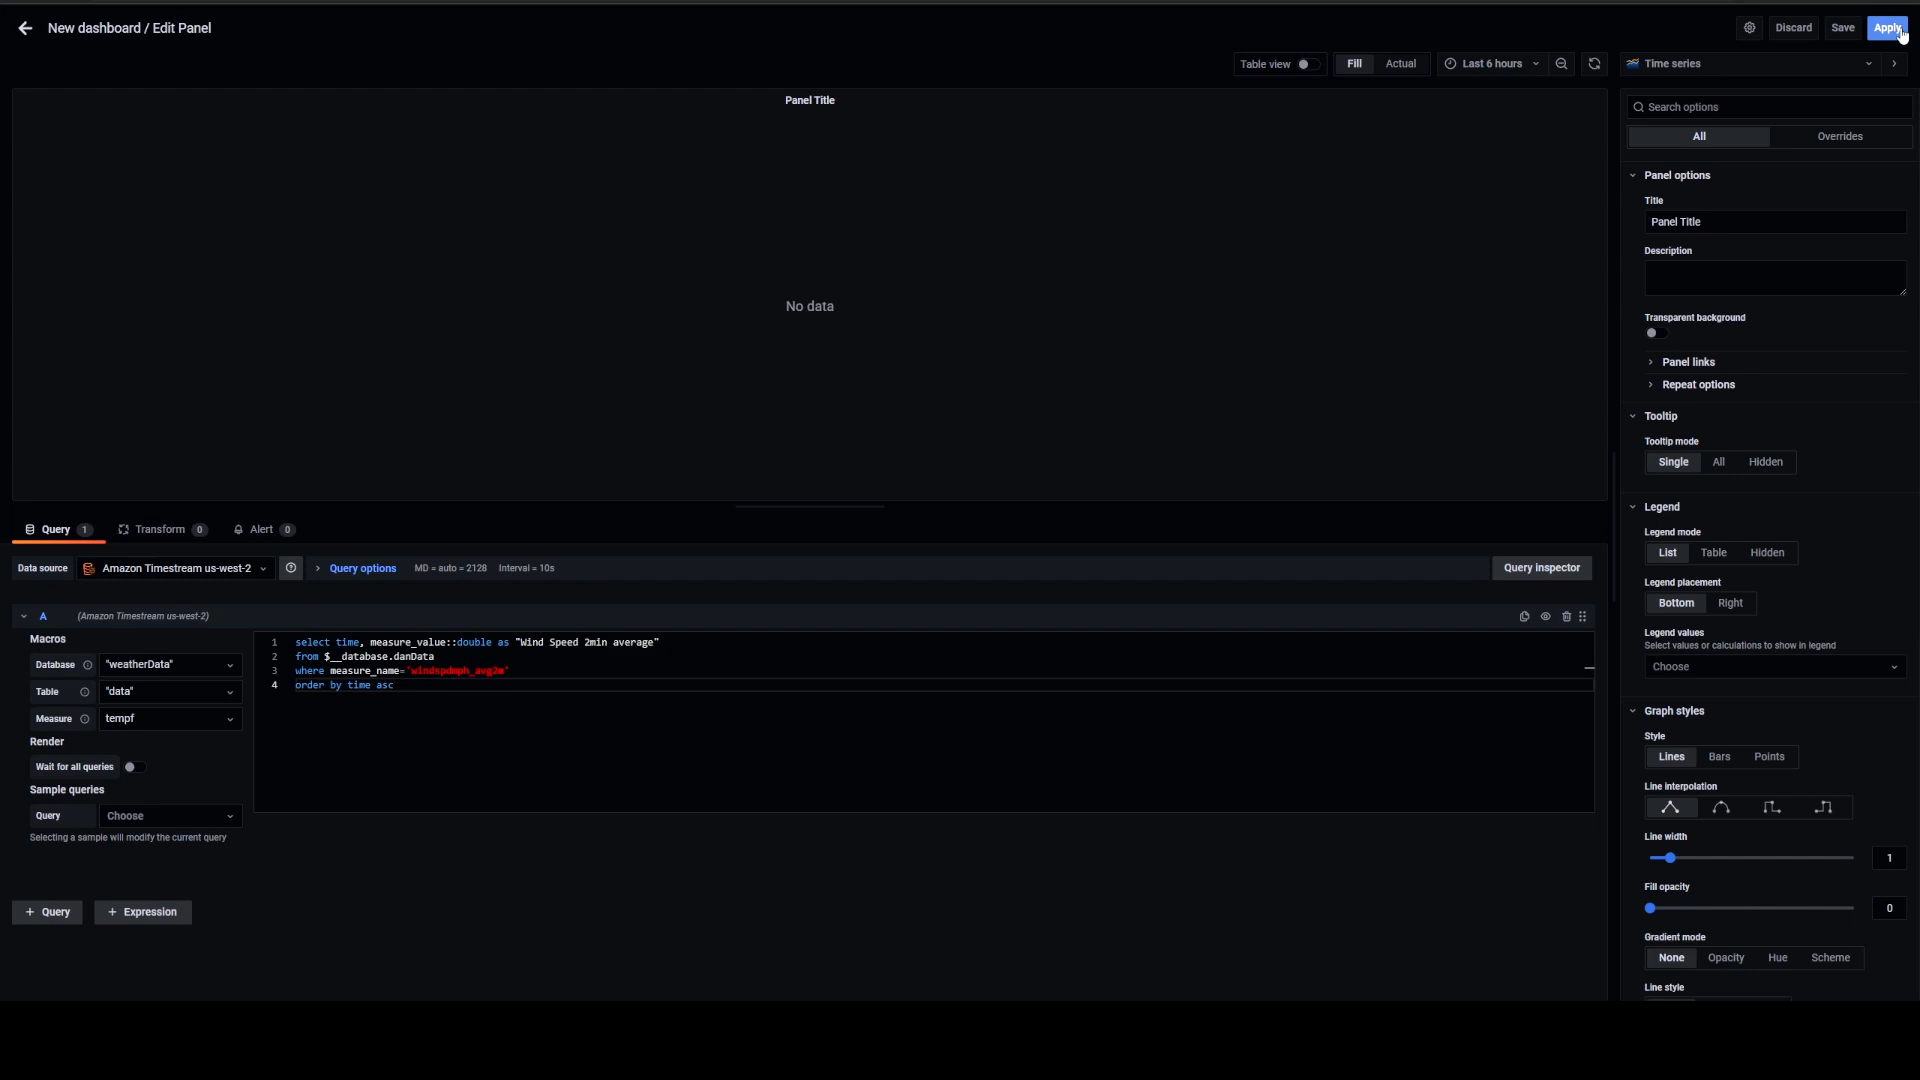 New dashboard / Edit Panel
Discard Save Apply
Table view Fill Actual Last 6 hours Time series
Panel Title
Search options
All Overrides
Panel options
Title
Panel Title
Description
No data
Transparent background
Panel links
Repeat options
Tooltip
Tooltip mode
Single All Hidden
Legend
Legend mode
List Table Hidden
Legend placement
Bottom Right
Legend values
Select values or calculations to show in legend
Choose
Graph styles
Style
Lines Bars Points
Line interpolation
Line width
1
Fill opacity
0
Gradient mode
None Opacity Hue Scheme
Line style
Query 1 Transform 0 Alert 0
Data source Amazon Timestream us-west-2 Query options MD = auto = 2128 Interval = 10s Query inspector
A (Amazon Timestream us-west-2)
Macros
Database "weatherData"
Table "data"
Measure tempf
Render
Wait for all queries
Sample queries
Query Choose
Selecting a sample will modify the current query
1 select time, measure_value::double as "Wind Speed 2min average"
2 from $__database.danData
3 where measure_name='windspdmph_avg2m'
4 order by time asc
+ Query + Expression